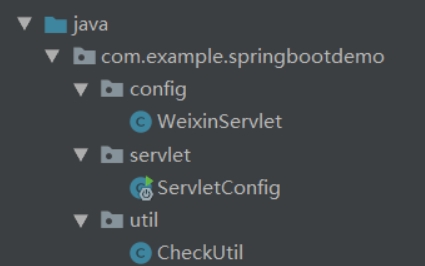 java
com.example.springbootdemo
config
WeixinServlet
servlet
ServletConfig
util
CheckUtil